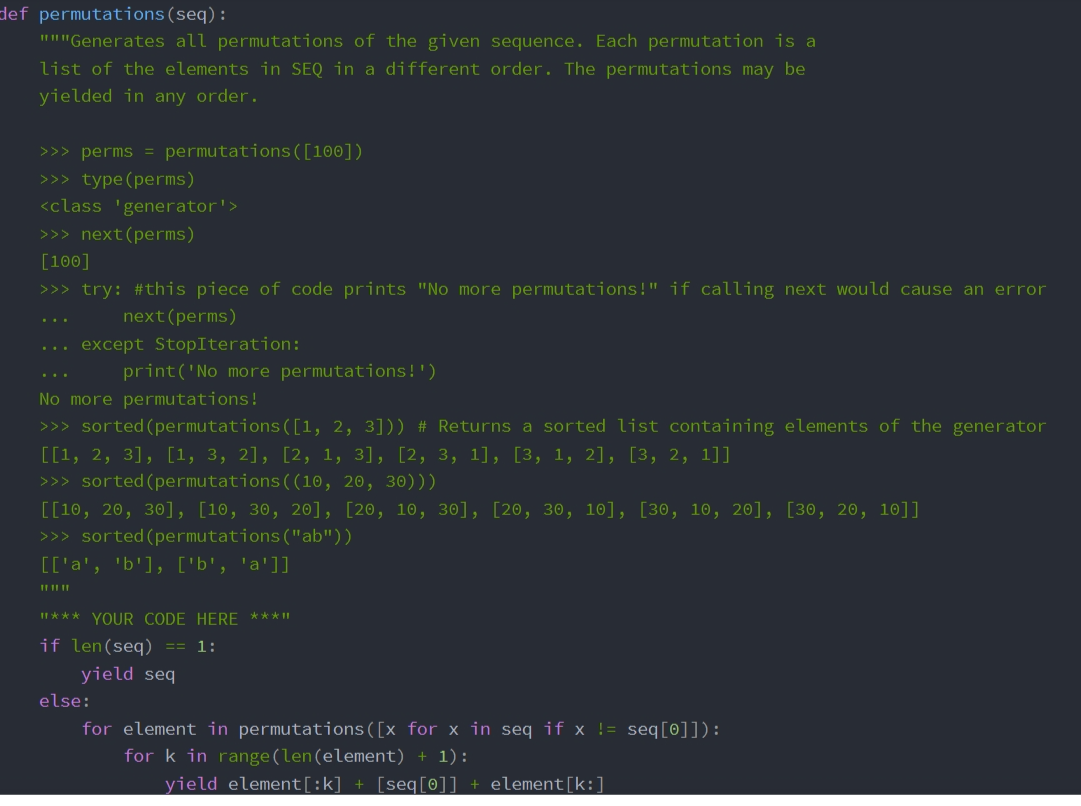 def permutations(seq):
    """Generates all permutations of the given sequence. Each permutation is a
    list of the elements in SEQ in a different order. The permutations may be
    yielded in any order.

    >>> perms = permutations([100])
    >>> type(perms)
    <class 'generator'>
    >>> next(perms)
    [100]
    >>> try: #this piece of code prints "No more permutations!" if calling next would cause an error
    ...     next(perms)
    ... except StopIteration:
    ...     print('No more permutations!')
    No more permutations!
    >>> sorted(permutations([1, 2, 3])) # Returns a sorted list containing elements of the generator
    [[1, 2, 3], [1, 3, 2], [2, 1, 3], [2, 3, 1], [3, 1, 2], [3, 2, 1]]
    >>> sorted(permutations((10, 20, 30)))
    [[10, 20, 30], [10, 30, 20], [20, 10, 30], [20, 30, 10], [30, 10, 20], [30, 20, 10]]
    >>> sorted(permutations("ab"))
    [['a', 'b'], ['b', 'a']]
    """
    "*** YOUR CODE HERE ***"
    if len(seq) == 1:
        yield seq
    else:
        for element in permutations([x for x in seq if x != seq[0]]):
            for k in range(len(element) + 1):
                yield element[:k] + [seq[0]] + element[k:]